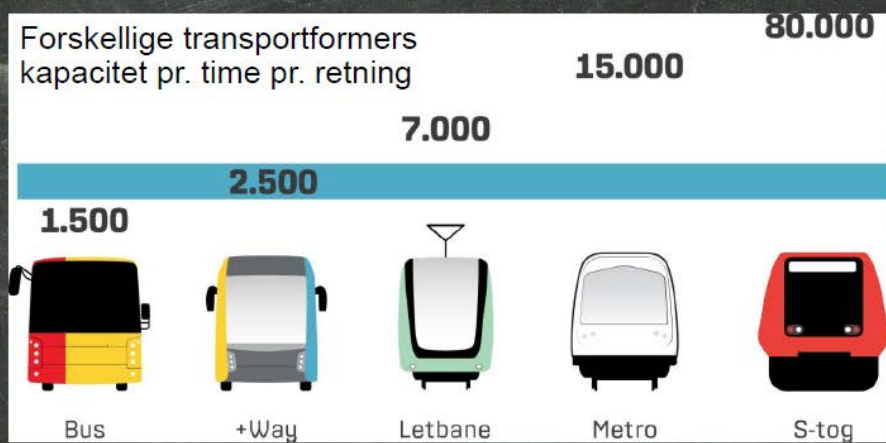 Forskellige transportformers
kapacitet pr. time pr. retning
80.000
15.000
7.000
2.500
1.500
Bus
+Way
Letbane
Metro
S-tog